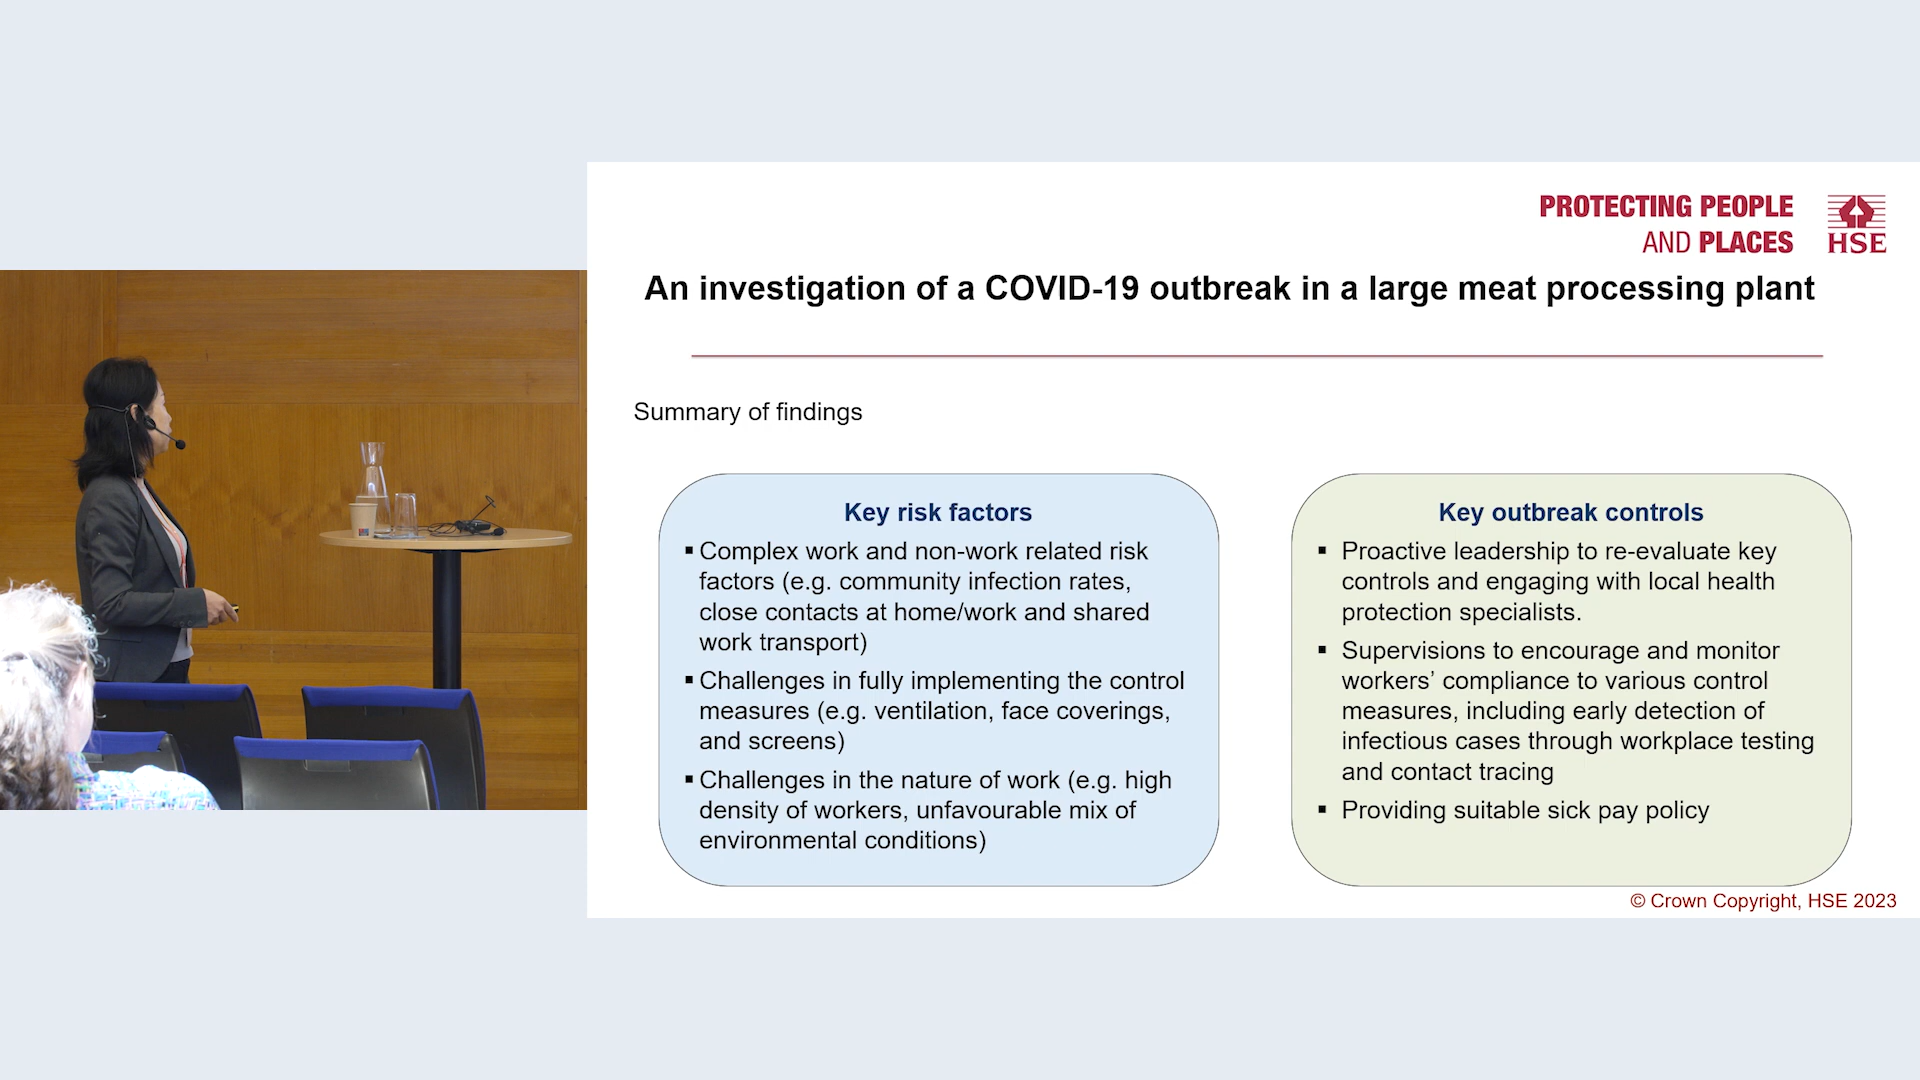 PROTECTING PEOPLE
AND PLACES
HSE
An investigation of a COVID-19 outbreak in a large meat processing plant
Summary of findings
Key risk factors
▪ Complex work and non-work related risk
factors (e.g. community infection rates,
close contacts at home/work and shared
work transport)
▪ Challenges in fully implementing the control
measures (e.g. ventilation, face coverings,
and screens)
▪ Challenges in the nature of work (e.g. high
density of workers, unfavourable mix of
environmental conditions)
Key outbreak controls
▪ Proactive leadership to re-evaluate key
controls and engaging with local health
protection specialists.
▪ Supervisions to encourage and monitor
workers’ compliance to various control
measures, including early detection of
infectious cases through workplace testing
and contact tracing
▪ Providing suitable sick pay policy
© Crown Copyright, HSE 2023